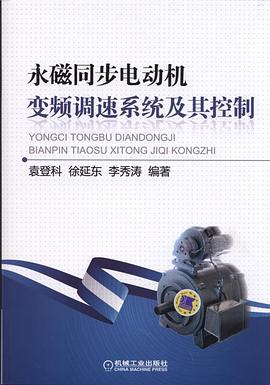 永磁同步电动机
变频调速系统及其控制
YONGCI TONGBU DIANDONGJI
BIANPIN TIAOSU XITONG JIQI KONGZHI
袁登科 徐延东 李秀涛 编著
机械工业出版社
CHINA MACHINE PRESS